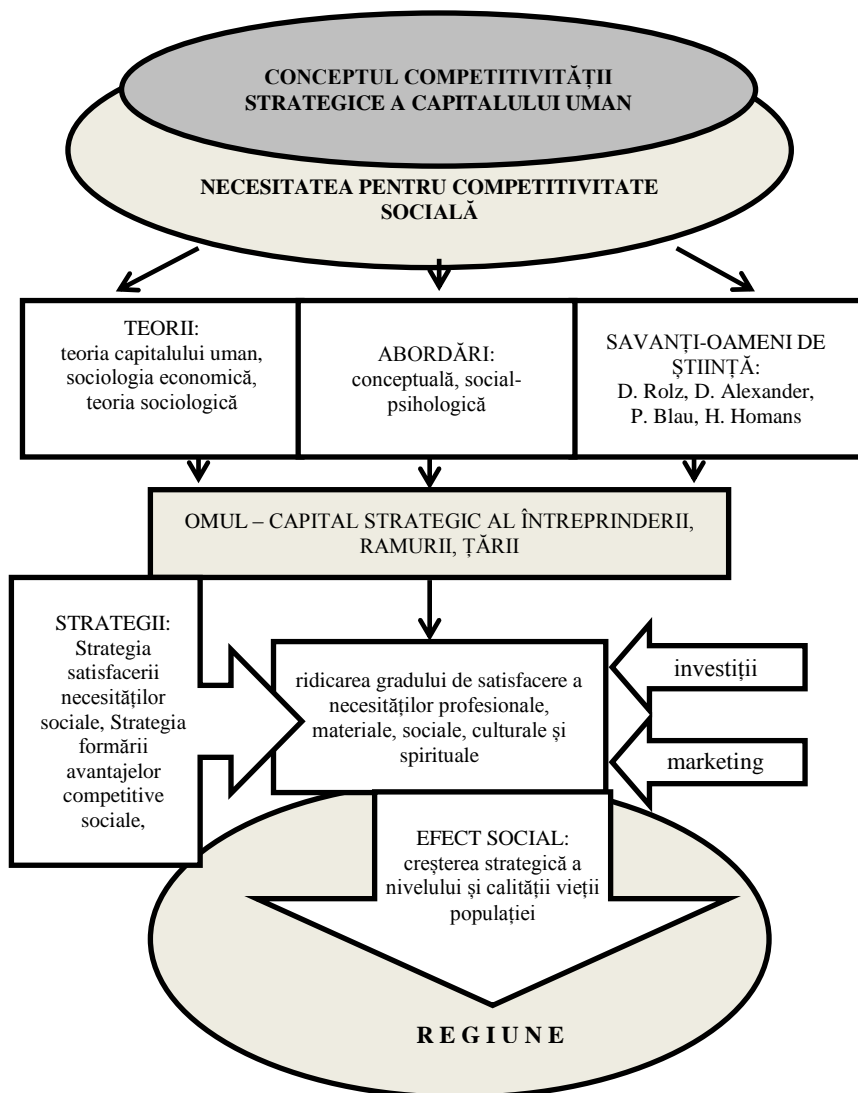 CONCEPTUL COMPETITIVITĂȚII
STRATEGICE A CAPITALULUI UMAN
NECESITATEA PENTRU COMPETITIVITATE
SOCIALĂ
TEORII:
teoria capitalului uman,
sociologia economică,
teoria sociologică
ABORDĂRI:
conceptuală, social-
psihologică
SAVANȚI-OAMENI DE
ȘTIINȚĂ:
D. Rolz, D. Alexander,
P. Blau, H. Homans
OMUL – CAPITAL STRATEGIC AL ÎNTREPRINDERII,
RAMURII, ȚĂRII
STRATEGII:
Strategia
satisfacerii
necesităților
sociale, Strategia
formării
avantajelor
competitive
sociale,
ridicarea gradului de satisfacere a
necesităților profesionale,
materiale, sociale, culturale și
spirituale
investiții
marketing
EFECT SOCIAL:
creșterea strategică a
nivelului și calității vieții
populației
R E G I U N E